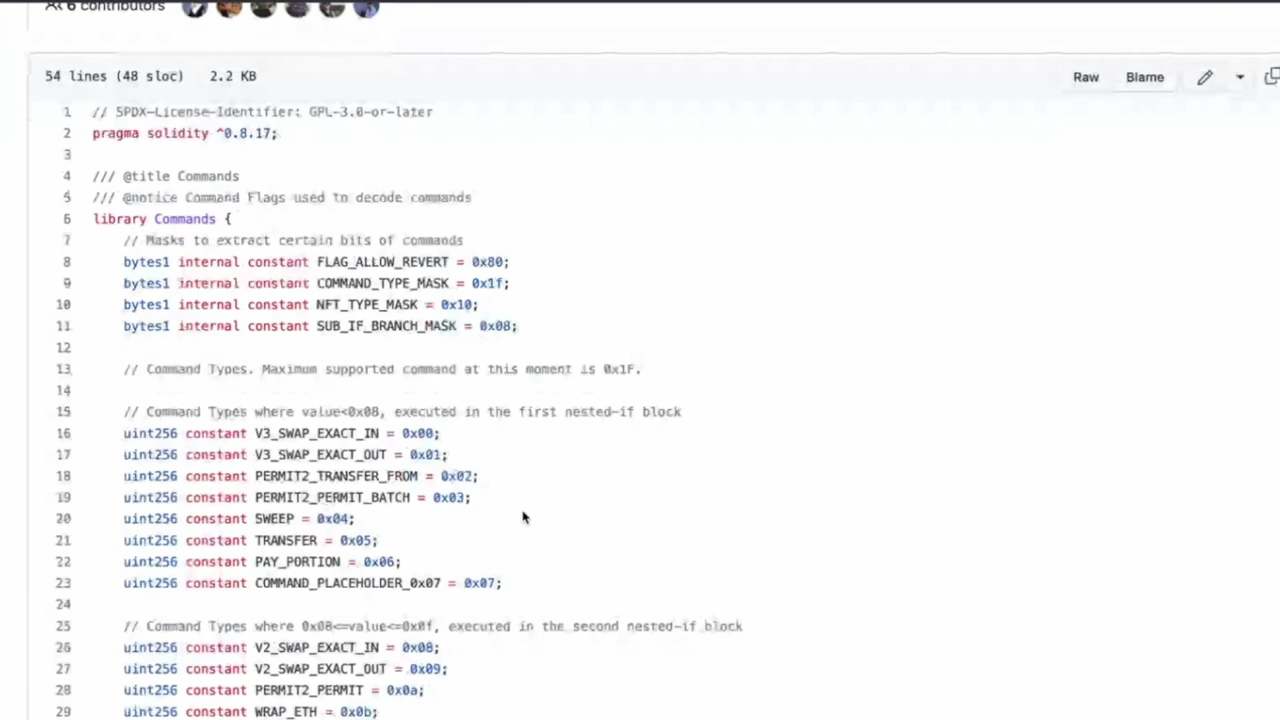 6 contributors
54 lines (48 sloc) 2.2 KB
Raw Blame
1 // SPDX-License-Identifier: GPL-3.0-or-later
2 pragma solidity ^0.8.17;
3
4 /// @title Commands
5 /// @notice Command Flags used to decode commands
6 library Commands {
7 // Masks to extract certain bits of commands
8 bytes1 internal constant FLAG_ALLOW_REVERT = 0x80;
9 bytes1 internal constant COMMAND_TYPE_MASK = 0x1f;
10 bytes1 internal constant NFT_TYPE_MASK = 0x10;
11 bytes1 internal constant SUB_IF_BRANCH_MASK = 0x08;
12
13 // Command Types. Maximum supported command at this moment is 0x1F.
14
15 // Command Types where value<0x08, executed in the first nested-if block
16 uint256 constant V3_SWAP_EXACT_IN = 0x00;
17 uint256 constant V3_SWAP_EXACT_OUT = 0x01;
18 uint256 constant PERMIT2_TRANSFER_FROM = 0x02;
19 uint256 constant PERMIT2_PERMIT_BATCH = 0x03;
20 uint256 constant SWEEP = 0x04;
21 uint256 constant TRANSFER = 0x05;
22 uint256 constant PAY_PORTION = 0x06;
23 uint256 constant COMMAND_PLACEHOLDER_0x07 = 0x07;
24
25 // Command Types where 0x08<=value<=0x0f, executed in the second nested-if block
26 uint256 constant V2_SWAP_EXACT_IN = 0x08;
27 uint256 constant V2_SWAP_EXACT_OUT = 0x09;
28 uint256 constant PERMIT2_PERMIT = 0x0a;
29 uint256 constant WRAP_ETH = 0x0b;